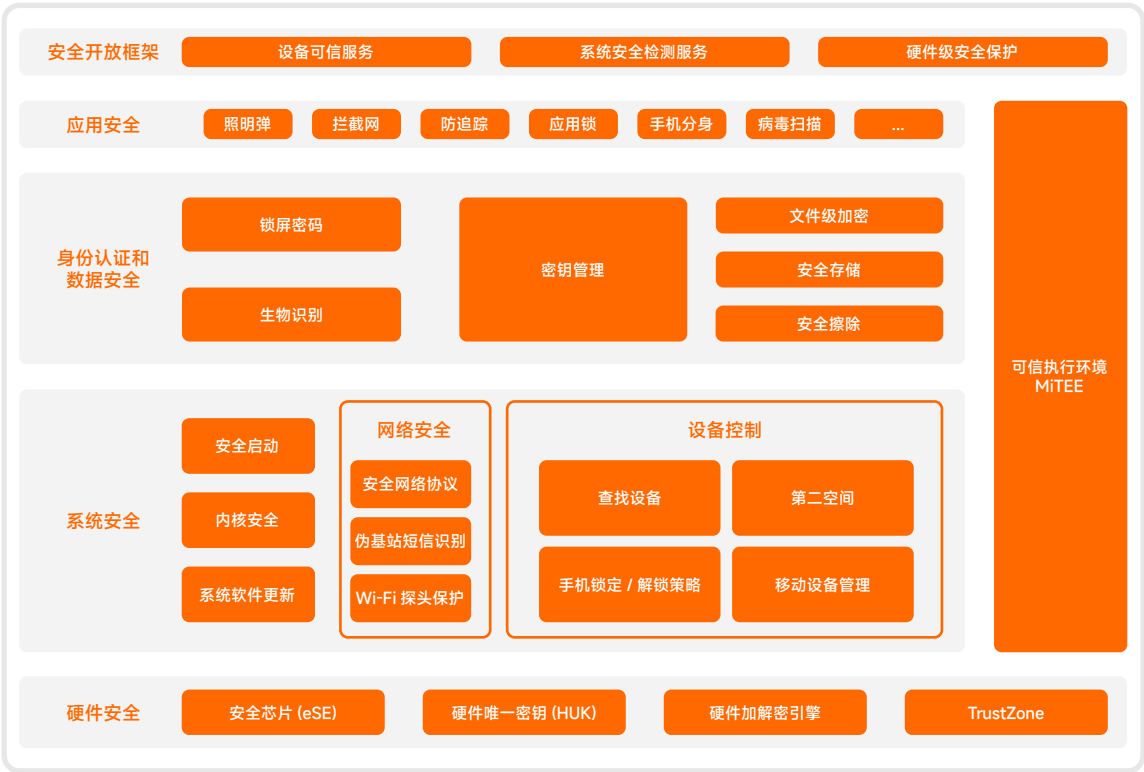 安全开放框架
设备可信服务
系统安全检测服务
硬件级安全保护
应用安全
照明弹
拦截网
防追踪
应用锁
手机分身
病毒扫描
...
身份认证和
数据安全
锁屏密码
生物识别
密钥管理
文件级加密
安全存储
安全擦除
可信执行环境
MiTEE
系统安全
安全启动
内核安全
系统软件更新
网络安全
安全网络协议
伪基站短信识别
Wi-Fi 探头保护
设备控制
查找设备
第二空间
手机锁定 / 解锁策略
移动设备管理
硬件安全
安全芯片 (eSE)
硬件唯一密钥 (HUK)
硬件加解密引擎
TrustZone